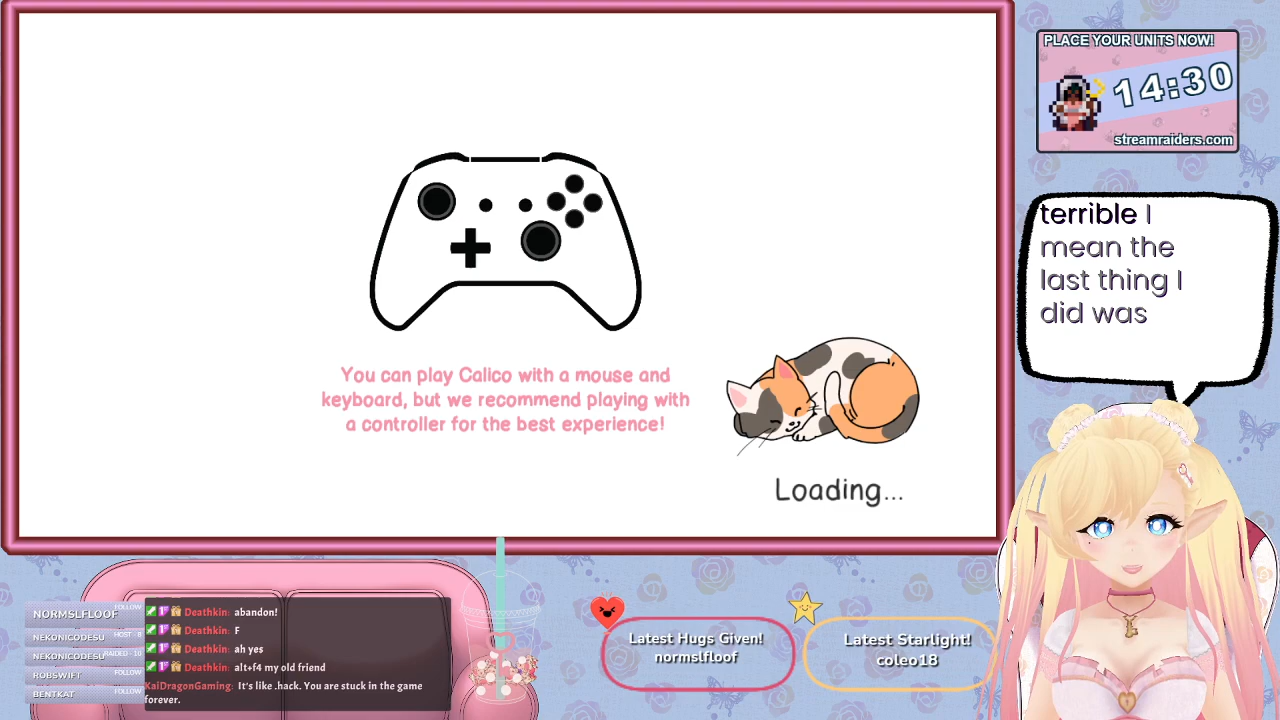 PLACE YOUR UNITS NOW!
14:30
streamraiders.com
terrible I
mean the
last thing I
did was
You can play Calico with a mouse and
keyboard, but we recommend playing with
a controller for the best experience!
Loading...
NORMSLFLOOF FOLLOW
NEKONICODESU HOST - 8
NEKONICODESU RAIDED - 10
ROBSWIFT FOLLOW
BENTKAT FOLLOW
Deathkin: abandon!
Deathkin: F
Deathkin: ah yes
Deathkin: alt+f4 my old friend
KaiDragonGaming: It's like .hack. You are stuck in the game
forever.
Latest Hugs Given!
normslfloof
Latest Starlight!
coleo18